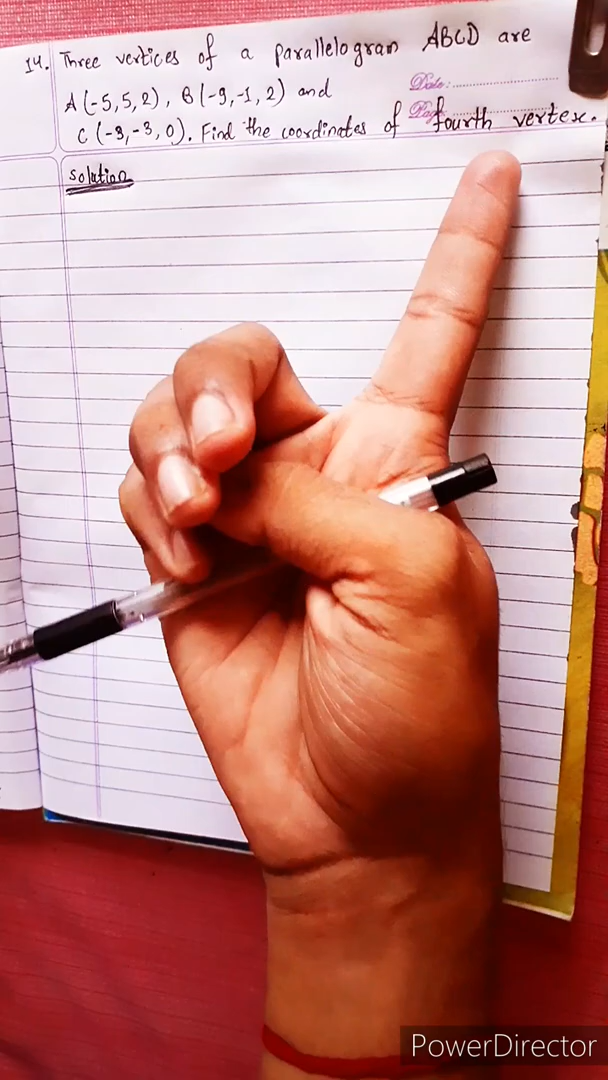 14. Three vertices of a parallelogram ABCD are
A(-5,5,2), B(-9,-1,2) and
Date:
Page:
C(-3,-3,0). Find the coordinates of fourth vertex.
Solution
PowerDirector